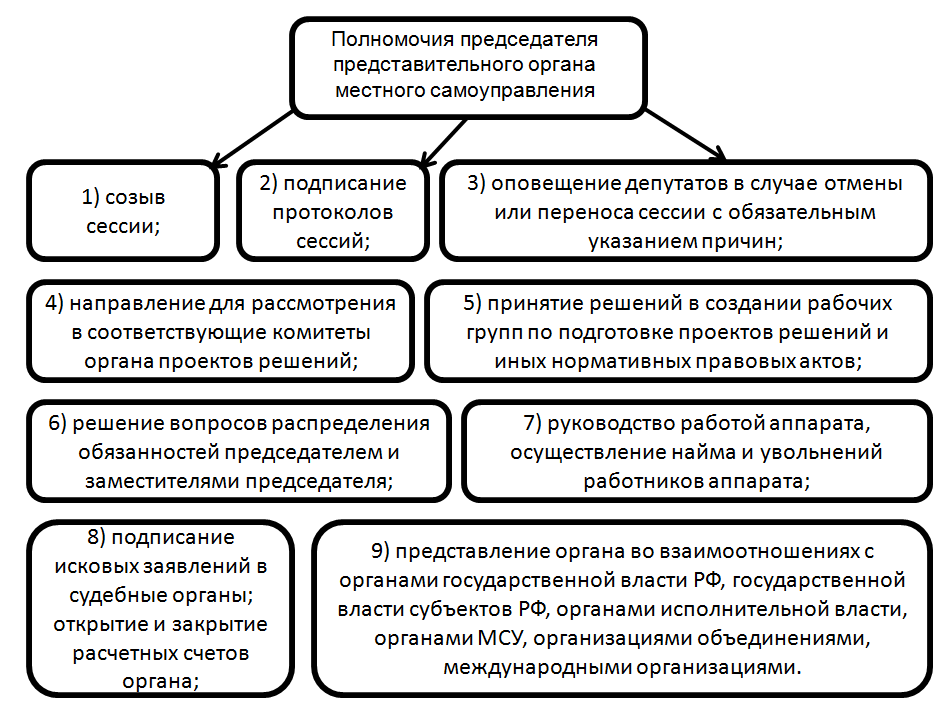 Полномочия председателя
представительного органа
местного самоуправления
1) созыв
сессии;
2) подписание
протоколов
сессий;
3) оповещение депутатов в случае отмены
или переноса сессии с обязательным
указанием причин;
4) направление для рассмотрения
в соответствующие комитеты
органа проектов решений;
5) принятие решений в создании рабочих
групп по подготовке проектов решений и
иных нормативных правовых актов;
6) решение вопросов распределения
обязанностей председателем и
заместителями председателя;
7) руководство работой аппарата,
осуществление найма и увольнений
работников аппарата;
8) подписание
исковых заявлений в
судебные органы;
открытие и закрытие
расчетных счетов
органа;
9) представление органа во взаимоотношениях с
органами государственной власти РФ, государственной
власти субъектов РФ, органами исполнительной власти,
органами МСУ, организациями объединениями,
международными организациями.